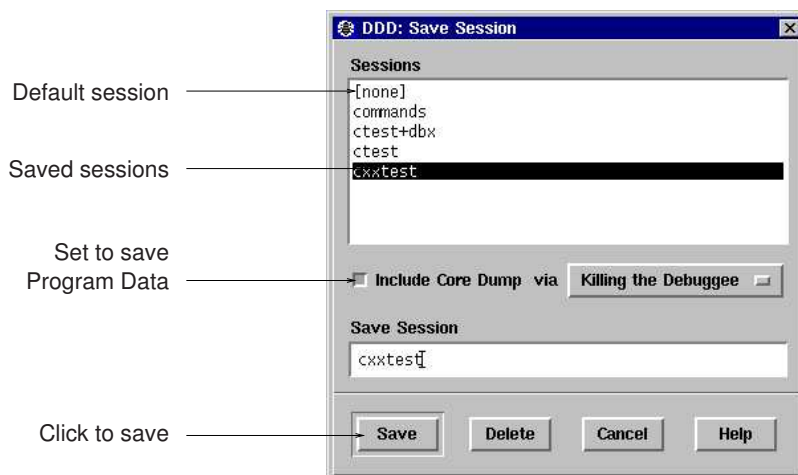 DDD: Save Session
Sessions
Default session
[none]
commands
ctest+dbx
ctest
Saved sessions
cxxtest
Set to save
Program Data
Include Core Dump via Killing the Debuggee
Save Session
cxxtest
Click to save
Save Delete Cancel Help